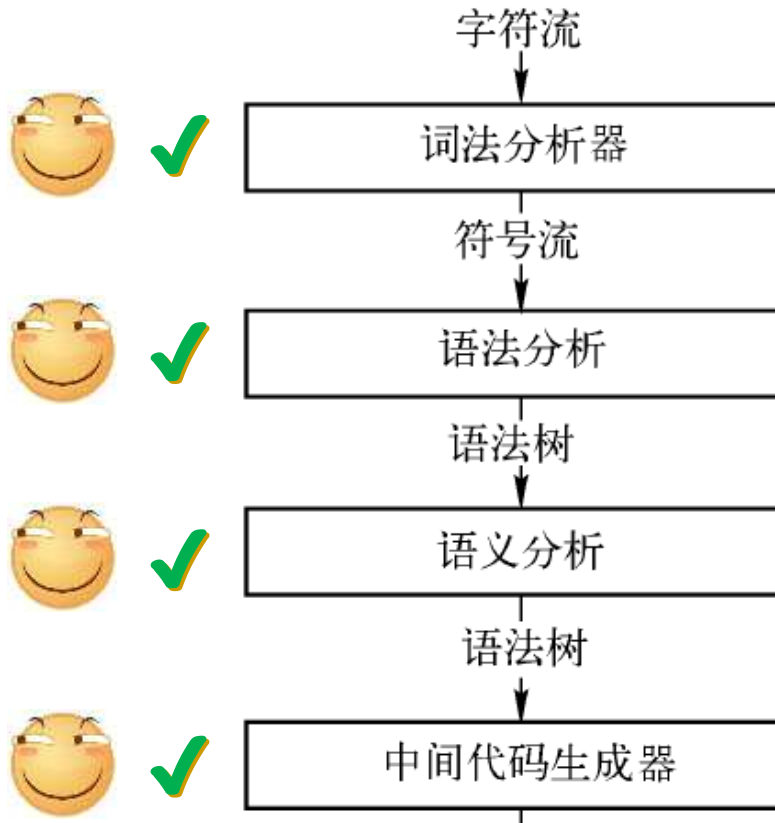 字符流
词法分析器
符号流
语法分析
语法树
语义分析
语法树
中间代码生成器